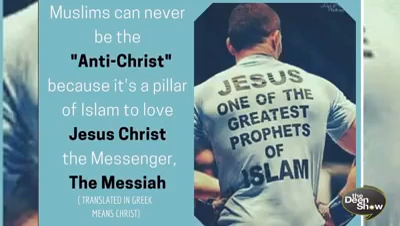 Muslims can never
be the
"Anti-Christ"
because it's a pillar
of Islam to love
Jesus Christ
the Messenger,
The Messiah
( TRANSLATED IN GREEK
MEANS CHRIST)
JESUS
ONE OF THE
GREATEST
PROPHETS
OF
ISLAM
the
Deen
Show